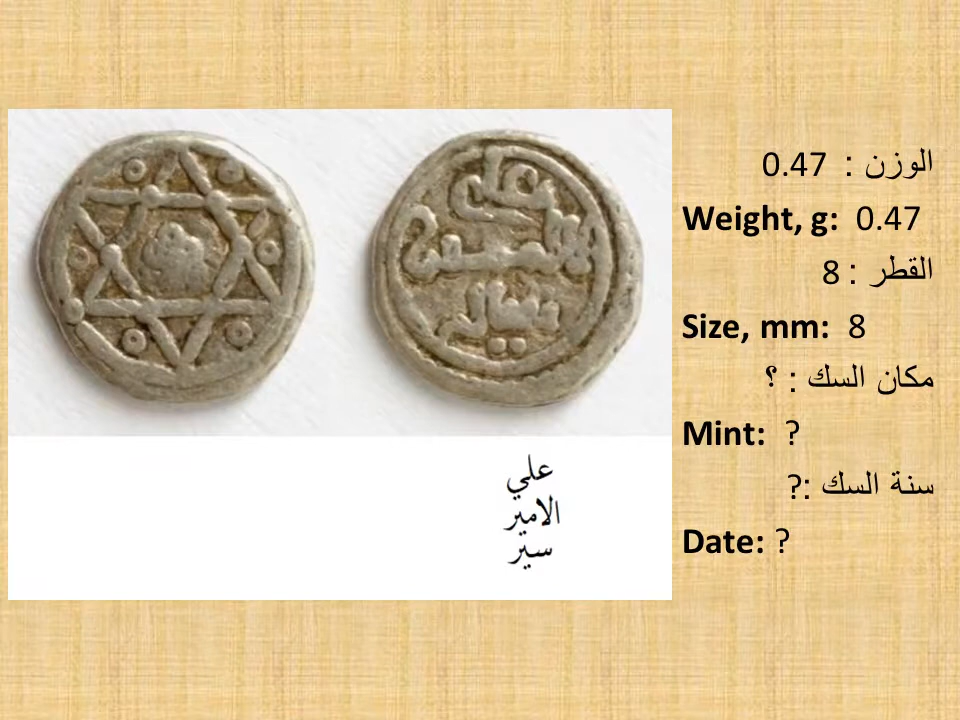 علي
الامير
سير
الوزن : 0.47
Weight, g: 0.47
القطر : 8
Size, mm: 8
مكان السك : ؟
Mint: ?
سنة السك :?
Date: ?